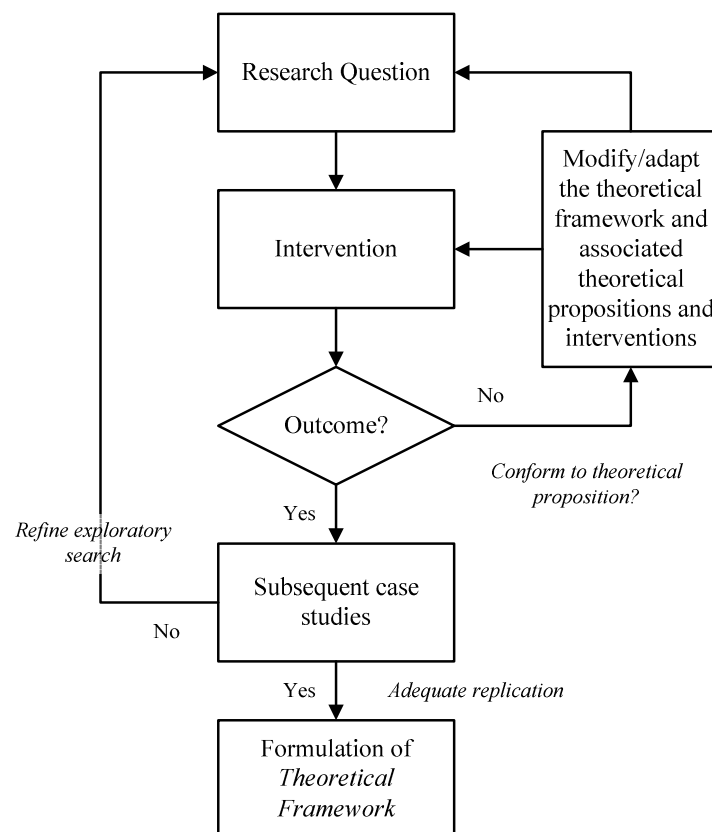 Research Question
Modify/adapt
the theoretical
framework and
associated
theoretical
propositions and
interventions
Intervention
Outcome?
No
Conform to theoretical
proposition?
Yes
Refine exploratory
search
Subsequent case
studies
No
Yes
Adequate replication
Formulation of
Theoretical
Framework